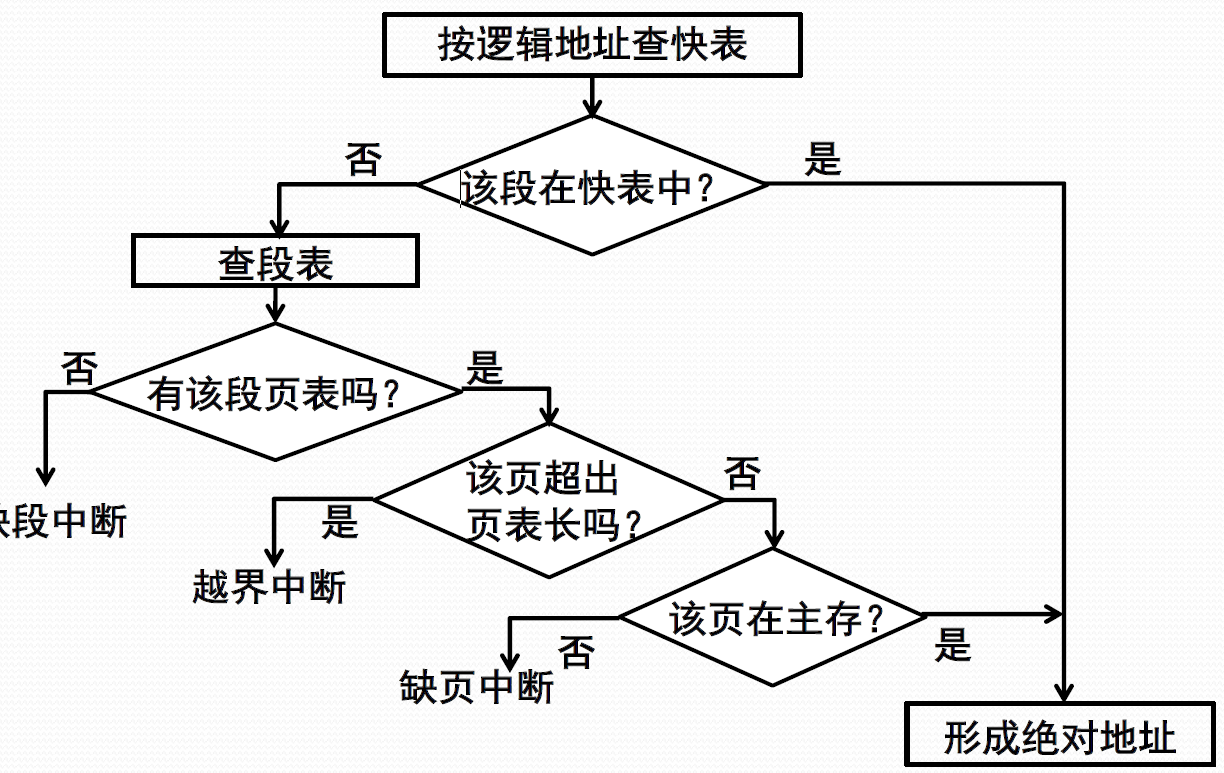 按逻辑地址查快表
否
是
该段在快表中?
查段表
否
是
有该段页表吗?
该页超出
页表长吗?
否
是
段中断
越界中断
该页在主存?
否
是
缺页中断
形成绝对地址